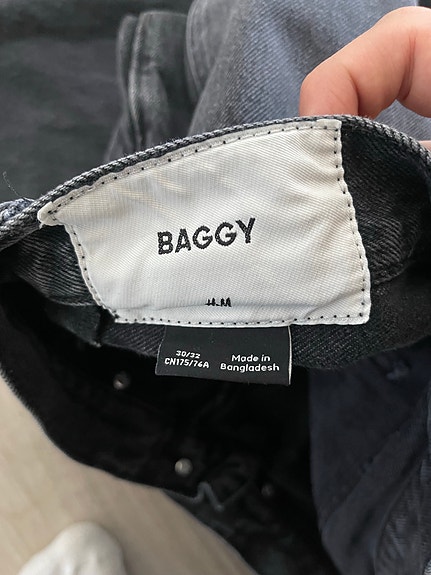 BAGGY
H&M
30/32
CN175/76A
Made in
Bangladesh